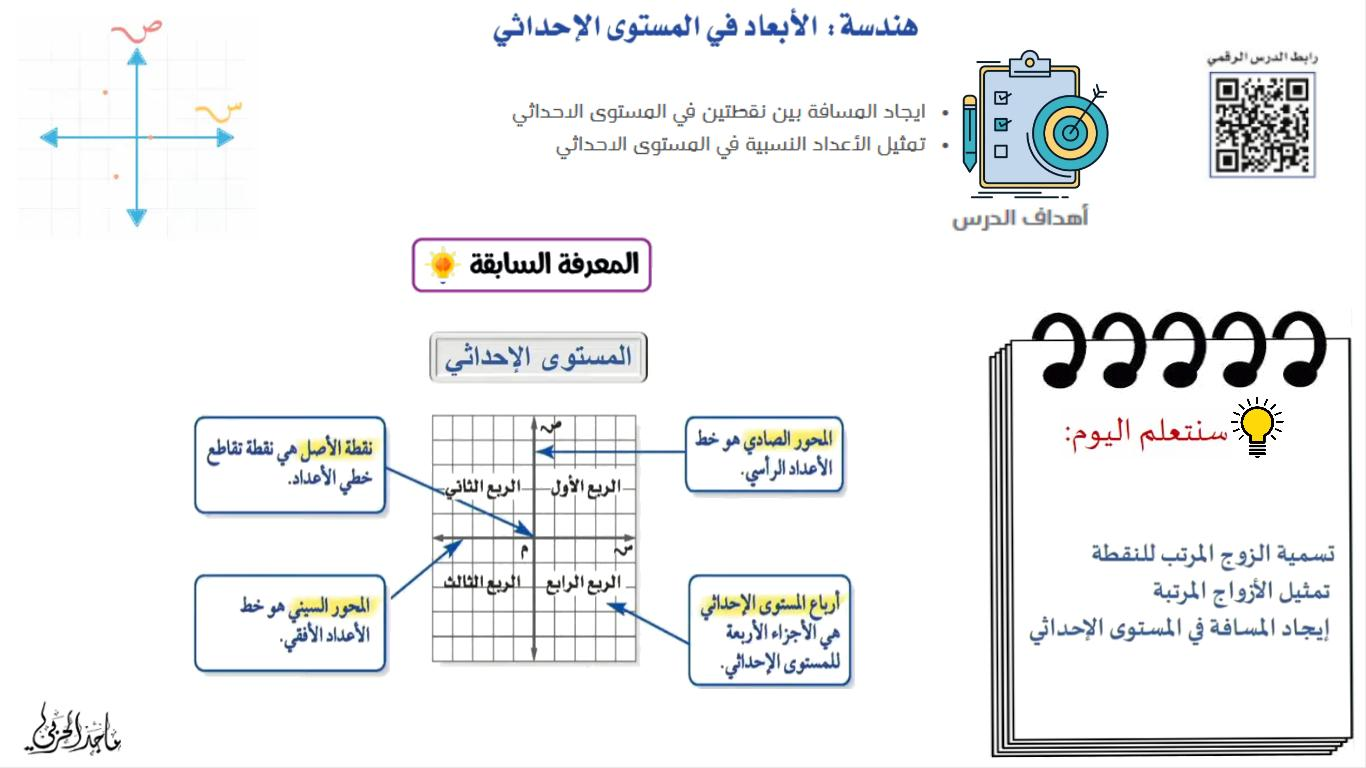 هندسة : الأبعاد في المستوى الإحداثي
رابط الدرس الرقمي
ايجاد المسافة بين نقطتين في المستوى الاحداثي
تمثيل الأعداد النسبية في المستوى الاحداثي
أهداف الدرس
ص
س
المعرفة السابقة
المستوى الإحداثي
سنتعلم اليوم:
تسمية الزوج المرتب للنقطة
تمثيل الأزواج المرتبة
إيجاد المسافة في المستوى الإحداثي
المحور الصادي هو خط
الأعداد الرأسي.
نقطة الأصل هي نقطة تقاطع
خطي الأعداد.
ص
الربع الأول
الربع الثاني
س
م
الربع الرابع
الربع الثالث
أرباع المستوى الإحداثي
هي الأجزاء الأربعة
للمستوى الإحداثي.
المحور السيني هو خط
الأعداد الأفقي.
ماجد الحربي